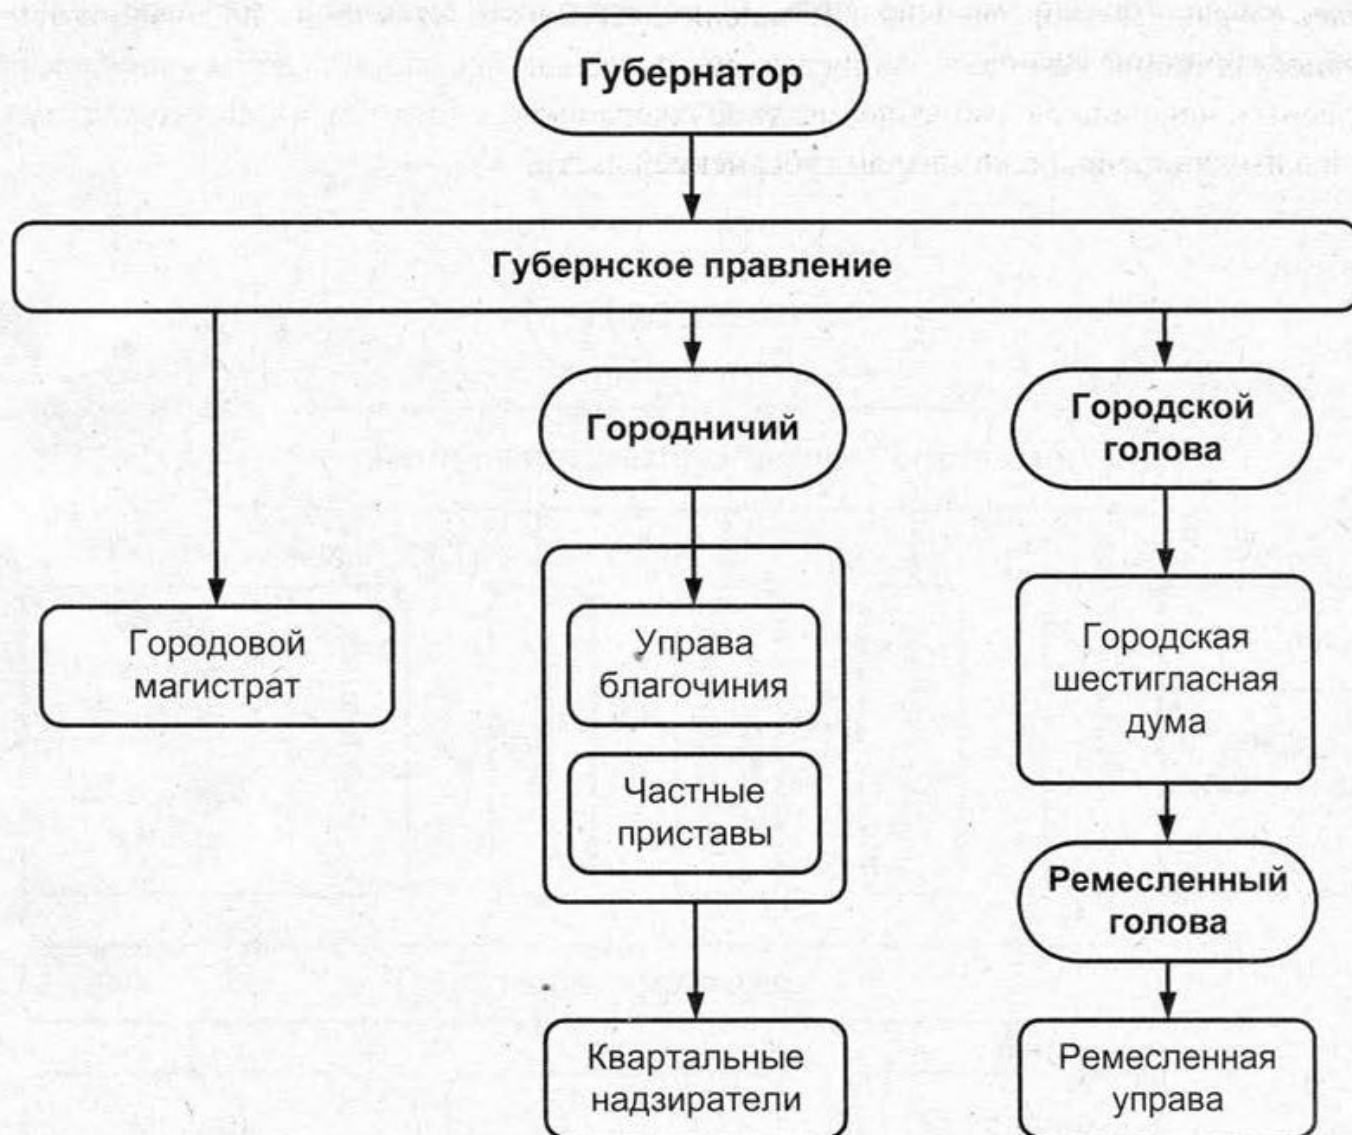 Губернатор
Губернское правление
Городничий
Городской
голова
Городовой
магистрат
Управа
благочиния
Городская
шестигласная
дума
Частные
приставы
Ремесленный
голова
Квартальные
надзиратели
Ремесленная
управа